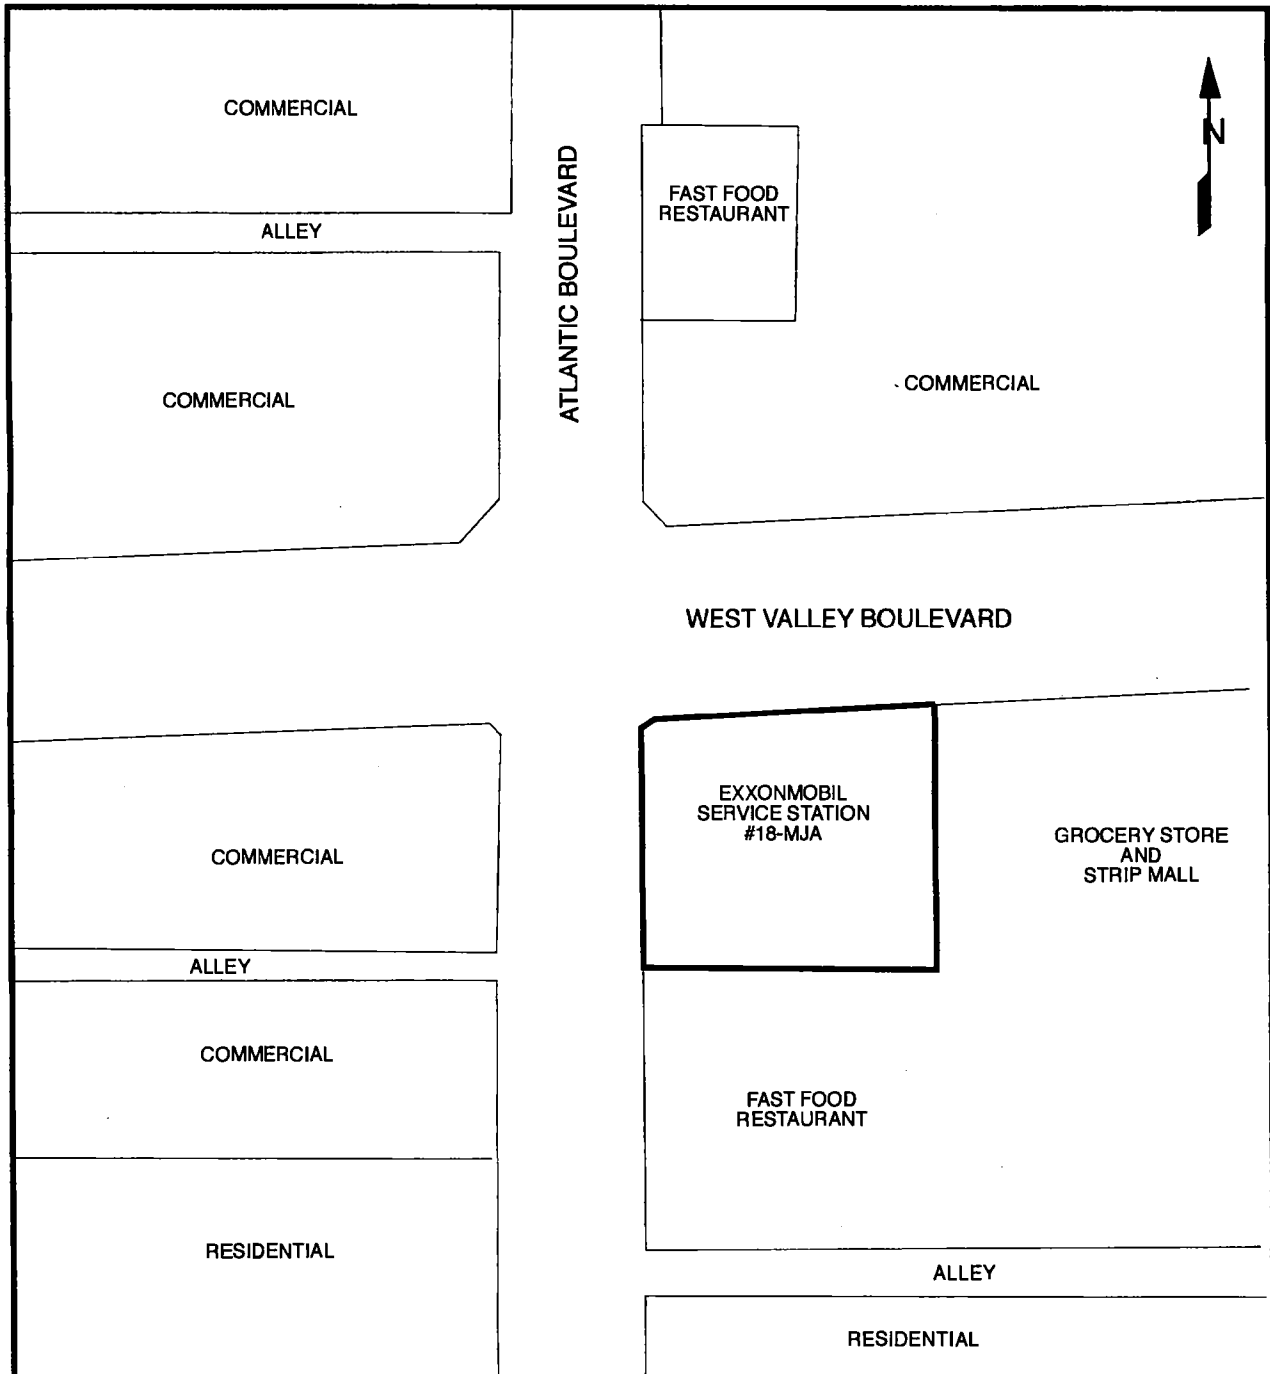 COMMERCIAL
ALLEY
COMMERCIAL
ATLANTIC BOULEVARD
FAST FOOD
RESTAURANT
N
COMMERCIAL
WEST VALLEY BOULEVARD
COMMERCIAL
ALLEY
COMMERCIAL
RESIDENTIAL
EXXONMOBIL
SERVICE STATION
#18-MJA
GROCERY STORE
AND
STRIP MALL
FAST FOOD
RESTAURANT
ALLEY
RESIDENTIAL